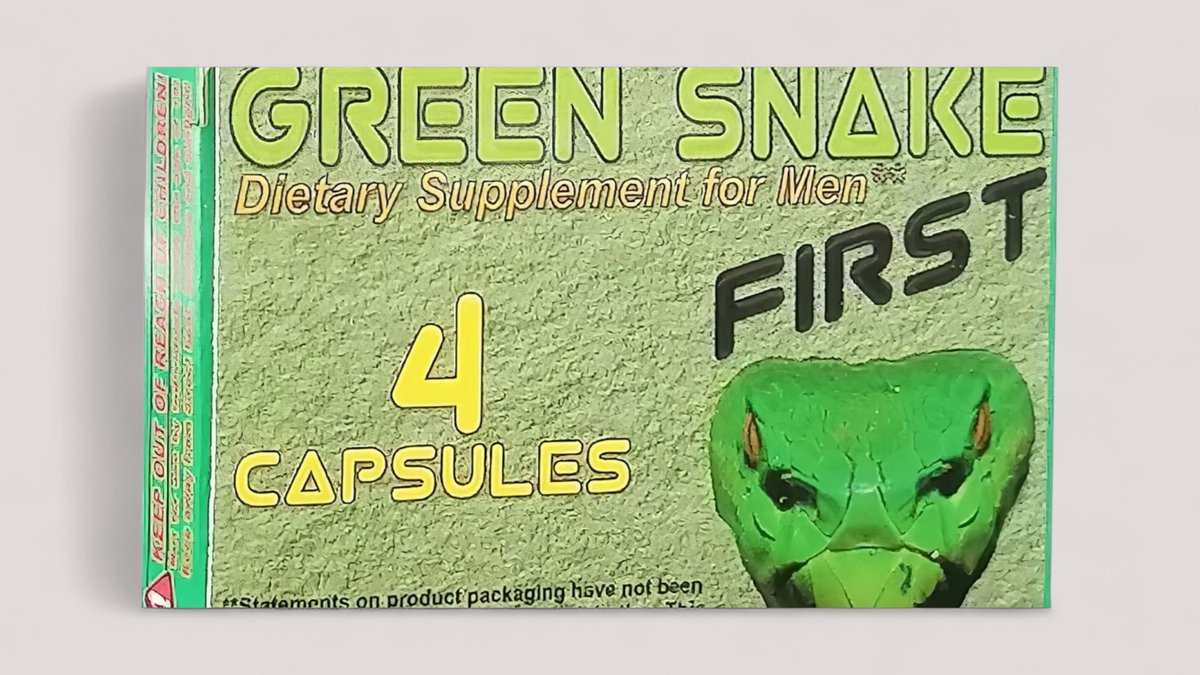 GREEN SNAKE
Dietary Supplement for Men**
FIRST
4
CAPSULES
**Statements on product packaging have not been
This
KEEP OUT OF REACH OF CHILDREN!